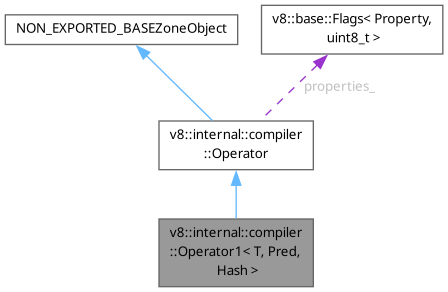 NON_EXPORTED_BASEZoneObject
v8::base::Flags< Property,
uint8_t >
properties_
v8::internal::compiler
::Operator
v8::internal::compiler
::Operator1< T, Pred,
Hash >